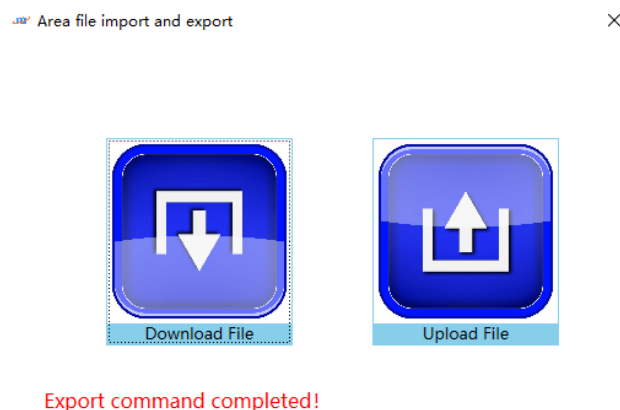 Area file import and export
Download File
Upload File
Export command completed!